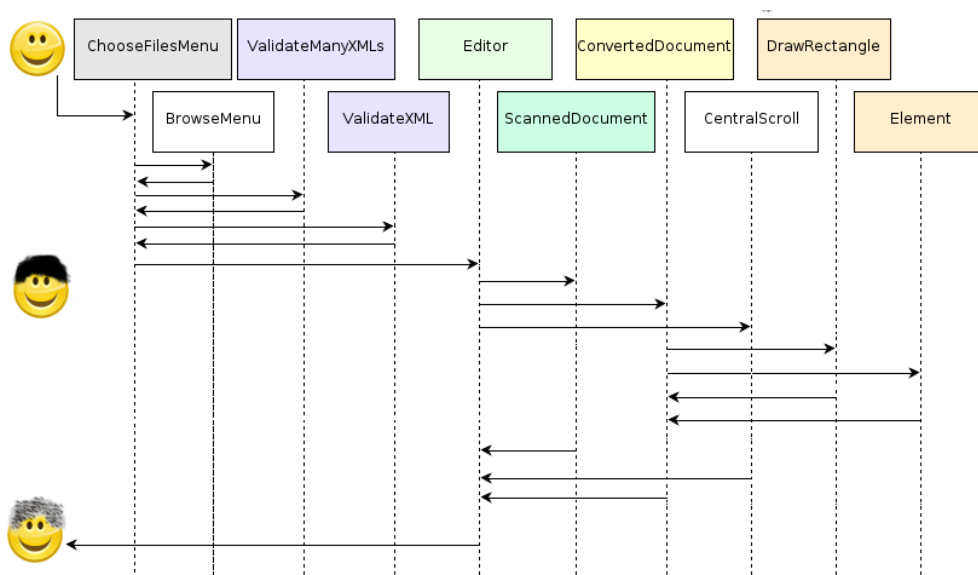 ChooseFilesMenu
ValidateManyXMLs
Editor
ConvertedDocument
DrawRectangle
BrowseMenu
ValidateXML
ScannedDocument
CentralScroll
Element